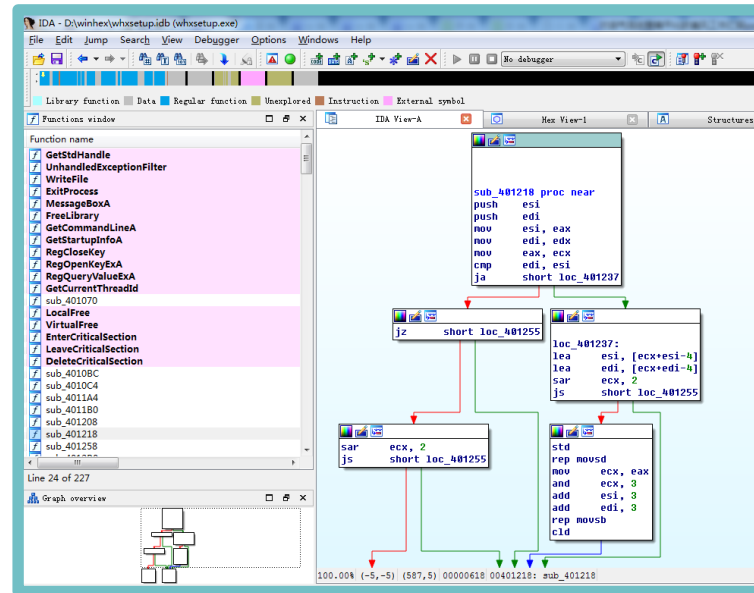 IDA - D:\winhex\whxsetup.idb (whxsetup.exe)
File Edit Jump Search View Debugger Options Windows Help
No debugger
Library function Data Regular function Unexplored Instruction External symbol
Functions window
IDA View-A
Hex View-1
Structures
Function name
GetStdHandle
UnhandledExceptionFilter
WriteFile
ExitProcess
MessageBoxA
FreeLibrary
GetCommandLineA
GetStartupInfoA
RegCloseKey
RegOpenKeyExA
RegQueryValueExA
GetCurrentThreadId
sub_401070
LocalFree
VirtualFree
EnterCriticalSection
LeaveCriticalSection
DeleteCriticalSection
sub_4010BC
sub_4010C4
sub_4011A4
sub_4011B0
sub_401208
sub_401218
sub_401258
Line 24 of 227
Graph overview
sub_401218 proc near
push esi
push edi
mov esi, eax
mov edi, edx
mov eax, ecx
cmp edi, esi
ja short loc_401237
jz short loc_401255
loc_401237:
lea esi, [ecx+esi-4]
lea edi, [ecx+edi-4]
sar ecx, 2
js short loc_401255
sar ecx, 2
js short loc_401255
std
rep movsd
mov ecx, eax
and ecx, 3
add esi, 3
add edi, 3
rep movsb
cld
100.00% (-5,-5) (587,5) 00000618 00401218: sub_401218